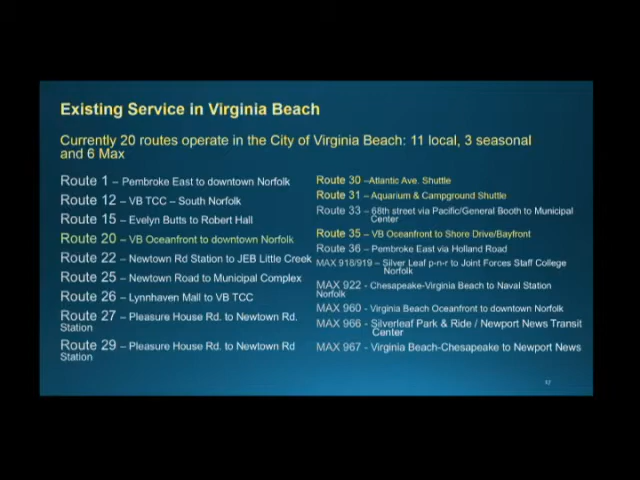 Existing Service in Virginia Beach
Currently 20 routes operate in the City of Virginia Beach: 11 local, 3 seasonal
and 6 Max
Route 1 – Pembroke East to downtown Norfolk
Route 12 – VB TCC – South Norfolk
Route 15 – Evelyn Butts to Robert Hall
Route 20 – VB Oceanfront to downtown Norfolk
Route 22 – Newtown Rd Station to JEB Little Creek
Route 25 – Newtown Road to Municipal Complex
Route 26 – Lynnhaven Mall to VB TCC
Route 27 – Pleasure House Rd. to Newtown Rd.
Station
Route 29 – Pleasure House Rd. to Newtown Rd
Station
Route 30 –Atlantic Ave. Shuttle
Route 31 – Aquarium & Campground Shuttle
Route 33 – 68th street via Pacific/General Booth to Municipal
Center
Route 35 – VB Oceanfront to Shore Drive/Bayfront
Route 36 – Pembroke East via Holland Road
MAX 918/919 – Silver Leaf p-n-r to Joint Forces Staff College
Norfolk
MAX 922 - Chesapeake-Virginia Beach to Naval Station
Norfolk
MAX 960 - Virginia Beach Oceanfront to downtown Norfolk
MAX 966 - Silverleaf Park & Ride / Newport News Transit
Center
MAX 967 - Virginia Beach-Chesapeake to Newport News